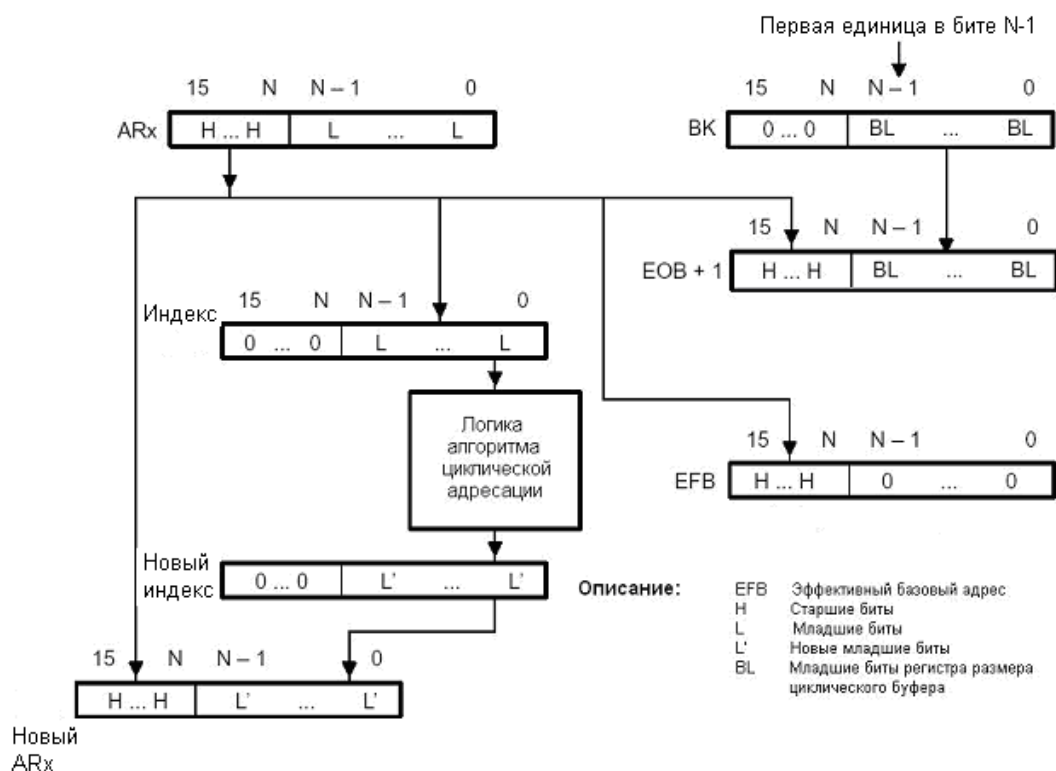 Первая единица в бите N-1
15 N N – 1 0
ARx H ... H L ... L
15 N N – 1 0
BK 0 ... 0 BL ... BL
15 N N – 1 0
EOB + 1 H ... H BL ... BL
15 N N – 1 0
Индекс 0 ... 0 L ... L
Логика
алгоритма
циклической
адресации
15 N N – 1 0
EFB H ... H 0 ... 0
Новый
индекс 0 ... 0 L' ... L'
Описание:
EFB Эффективный базовый адрес
H Старшие биты
L Младшие биты
L' Новые младшие биты
BL Младшие биты регистра размера
циклического буфера
15 N N – 1 0
H ... H L' ... L'
Новый
ARx